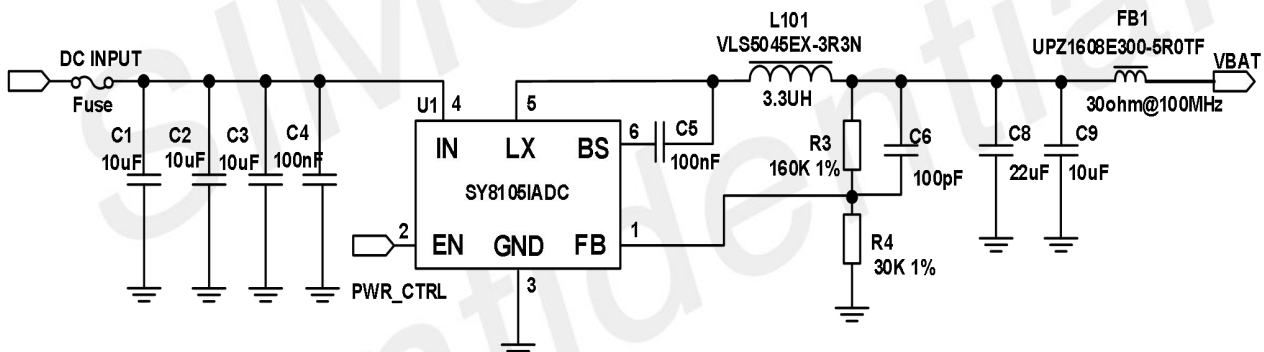 L101
VLS5045EX-3R3N
FB1
UPZ1608E300-5R0TF
DC INPUT
VBAT
Fuse
3.3UH
30ohm@100MHz
U1
4
5
C1
10uF
C2
10uF
C3
10uF
C4
100nF
6
C5
100nF
IN
LX
BS
R3
160K 1%
C6
100pF
C8
22uF
C9
10uF
SY8105IADC
2
1
EN
GND
FB
R4
30K 1%
PWR_CTRL
3